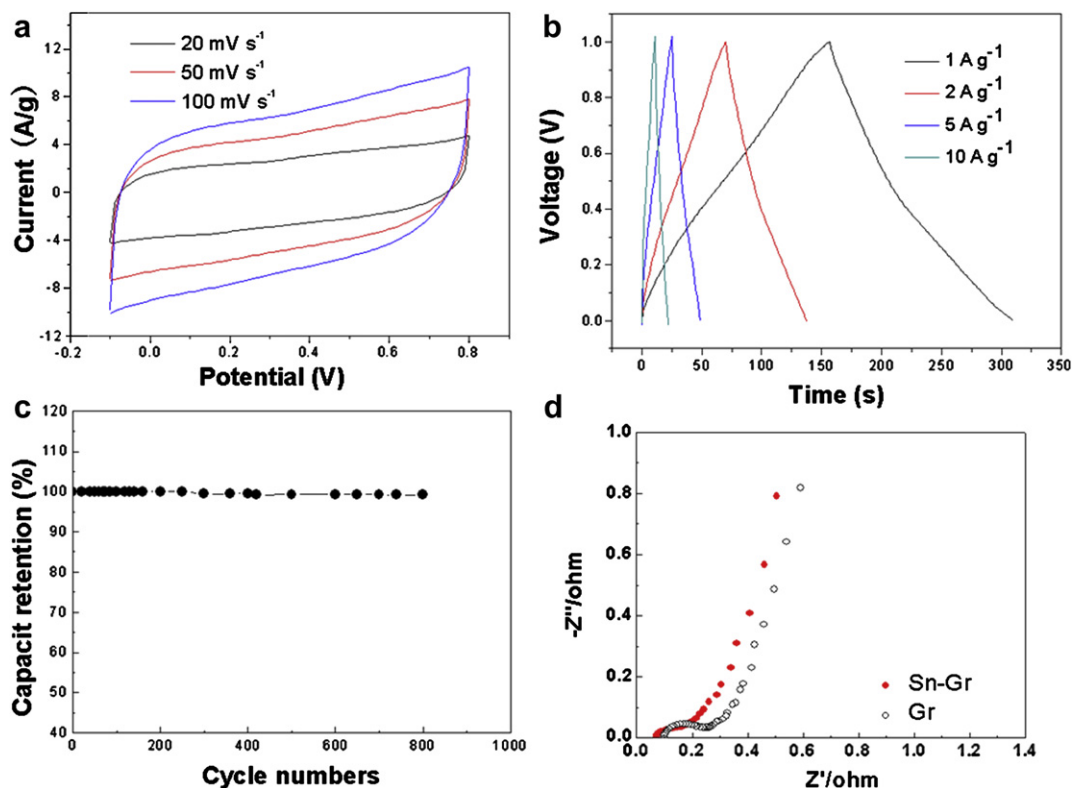 a
20 mV s-1
50 mV s-1
100 mV s-1
12
8
4
0
-4
-8
-12
-0.2 0.0 0.2 0.4 0.6 0.8
Current (A/g)
Potential (V)
b
1 A g-1
2 A g-1
5 A g-1
10 A g-1
1.0
0.8
0.6
0.4
0.2
0.0
0 50 100 150 200 250 300 350
Voltage (V)
Time (s)
c
120
110
100
90
80
70
60
50
40
0 200 400 600 800 1000
Capacit retention (%)
Cycle numbers
d
1.0
0.8
0.6
0.4
0.2
0.0
0.0 0.2 0.4 0.6 0.8 1.0 1.2 1.4
-Z''/ohm
Z'/ohm
Sn-Gr
Gr